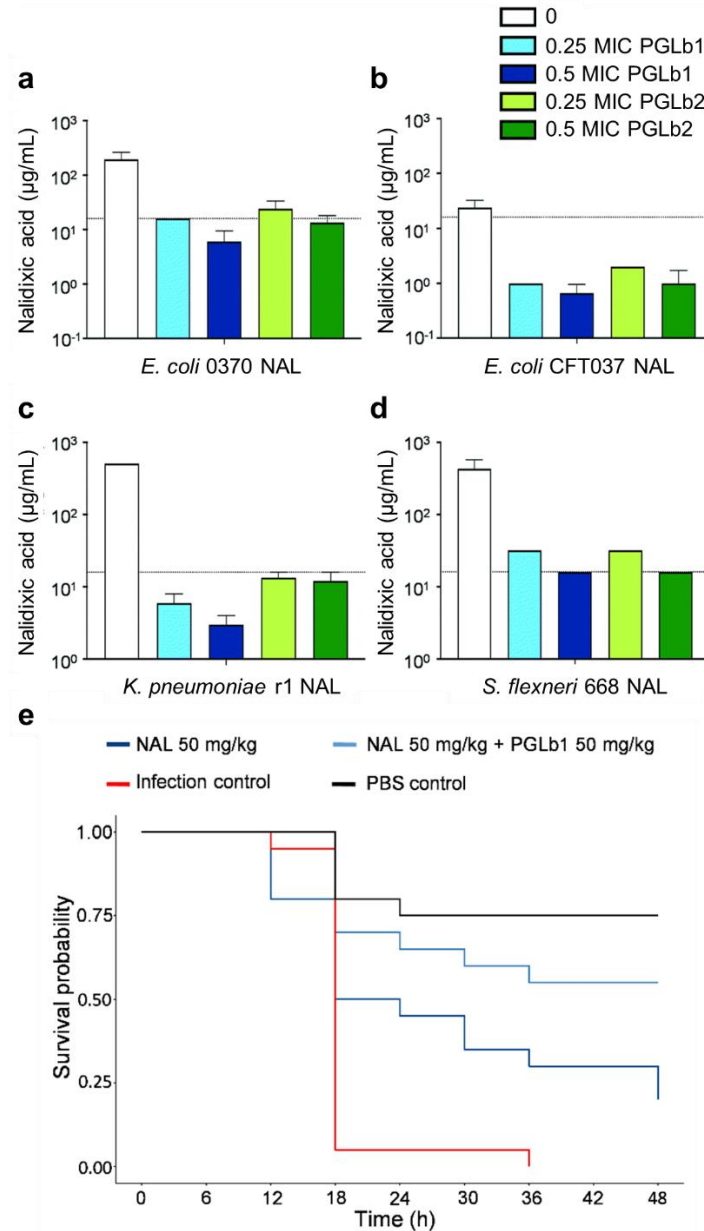 0
0.25 MIC PGLb1
0.5 MIC PGLb1
0.25 MIC PGLb2
0.5 MIC PGLb2
a
Nalidixic acid (µg/mL)
10³
10²
10¹
10⁰
10⁻¹
E. coli 0370 NAL
b
Nalidixic acid (µg/mL)
10³
10²
10¹
10⁰
10⁻¹
E. coli CFT037 NAL
c
Nalidixic acid (µg/mL)
10³
10²
10¹
10⁰
K. pneumoniae r1 NAL
d
Nalidixic acid (µg/mL)
10³
10²
10¹
10⁰
S. flexneri 668 NAL
e
NAL 50 mg/kg
NAL 50 mg/kg + PGLb1 50 mg/kg
Infection control
PBS control
Survival probability
1.00
0.75
0.50
0.25
0.00
0 6 12 18 24 30 36 42 48
Time (h)